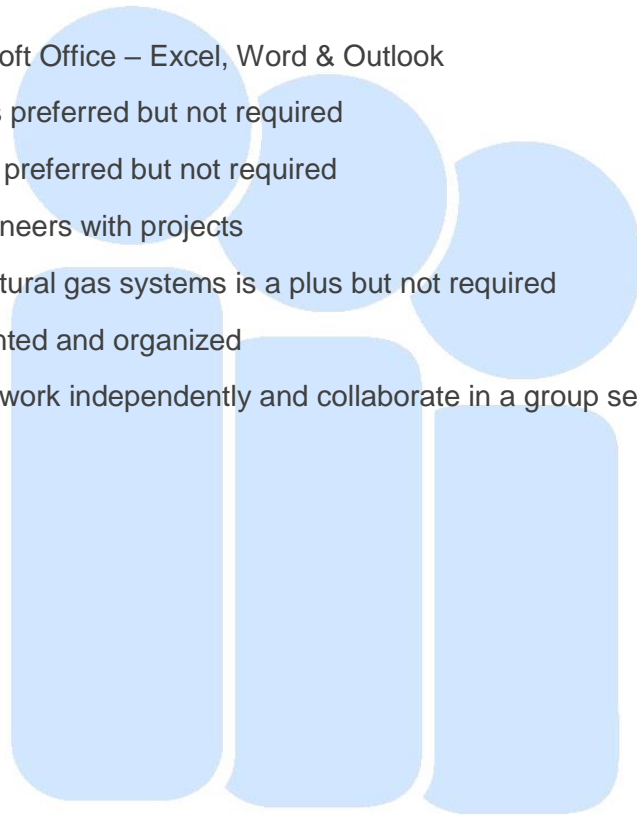 oft Office – Excel, Word & Outlook
s preferred but not required
preferred but not required
neers with projects
tural gas systems is a plus but not required
nted and organized
work independently and collaborate in a group se